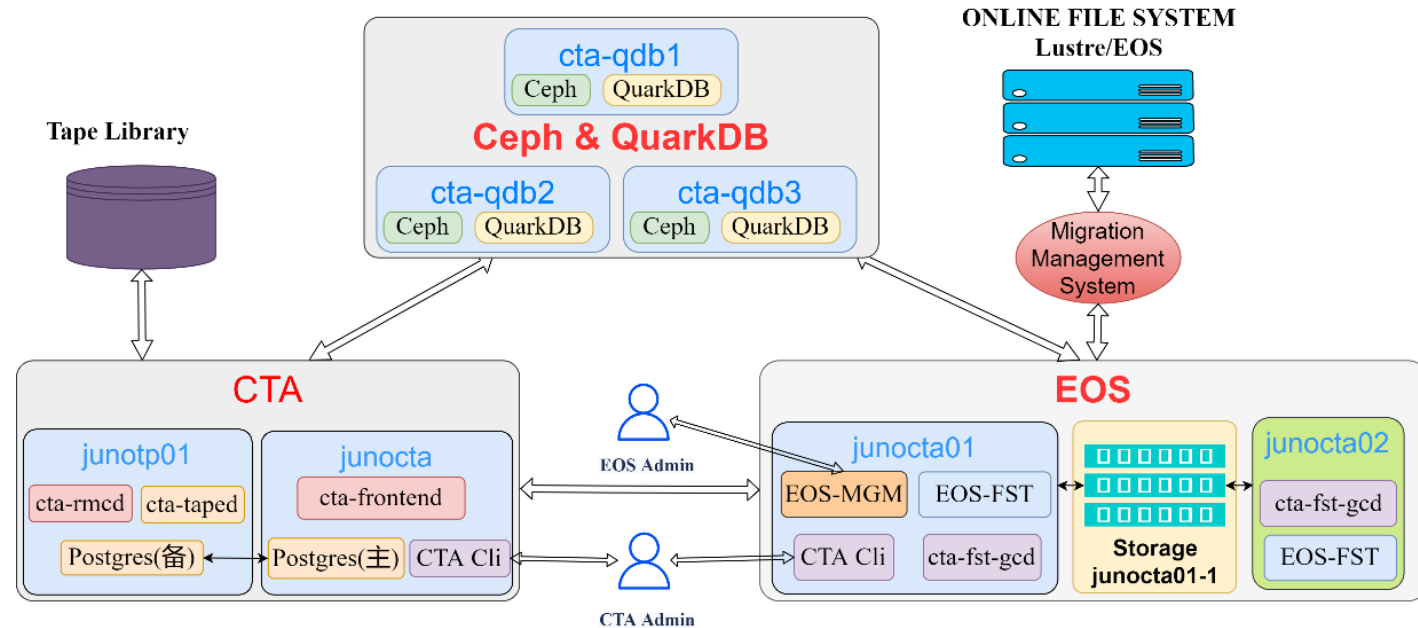 ONLINE FILE SYSTEM
Lustre/EOS
cta-qdb1
Ceph
QuarkDB
Ceph & QuarkDB
cta-qdb2
Ceph
QuarkDB
cta-qdb3
Ceph
QuarkDB
Tape Library
Migration
Management
System
CTA
junotp01
cta-rmcd
cta-taped
Postgres(备)
junocta
cta-frontend
Postgres(主)
CTA Cli
EOS Admin
CTA Admin
EOS
junocta01
EOS-MGM
EOS-FST
CTA Cli
cta-fst-gcd
Storage
junocta01-1
junocta02
cta-fst-gcd
EOS-FST